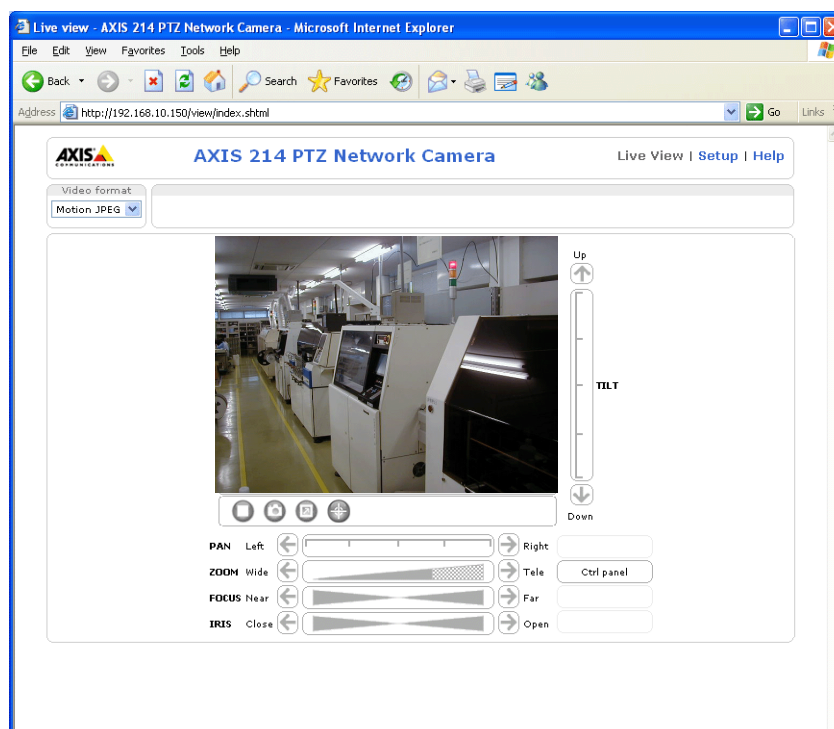 Live view - AXIS 214 PTZ Network Camera - Microsoft Internet Explorer
File Edit View Favorites Tools Help
Back Search Favorites
Address http://192.168.10.150/view/index.shtml Go Links
AXIS
COMMUNICATIONS
AXIS 214 PTZ Network Camera
Live View | Setup | Help
Video format
Motion JPEG
Up
TILT
Down
PAN Left Right
ZOOM Wide Tele Ctrl panel
FOCUS Near Far
IRIS Close Open